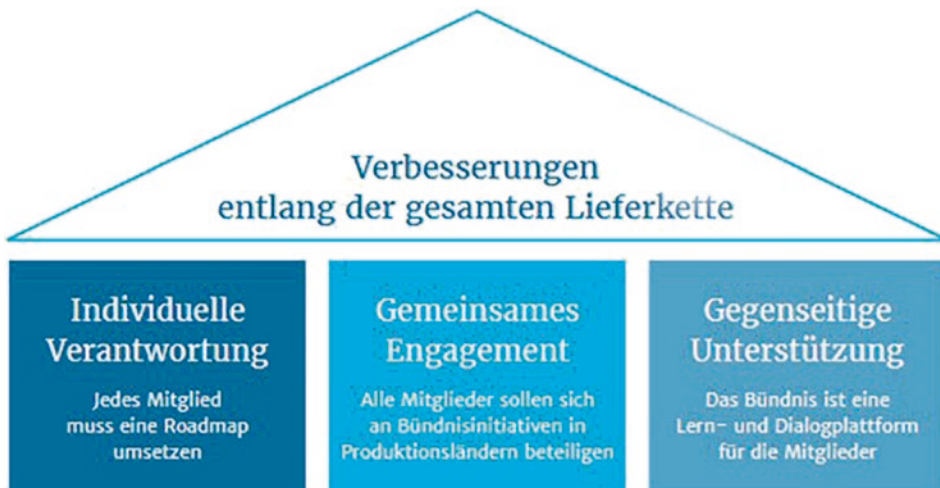 Verbesserungen
entlang der gesamten Lieferkette
Individuelle
Verantwortung
Jedes Mitglied
muss eine Roadmap
umsetzen
Gemeinsames
Engagement
Alle Mitglieder sollen sich
an Bündnisinitiativen in
Produktionsländern beteiligen
Gegenseitige
Unterstützung
Das Bündnis ist eine
Lern- und Dialogplattform
für die Mitglieder